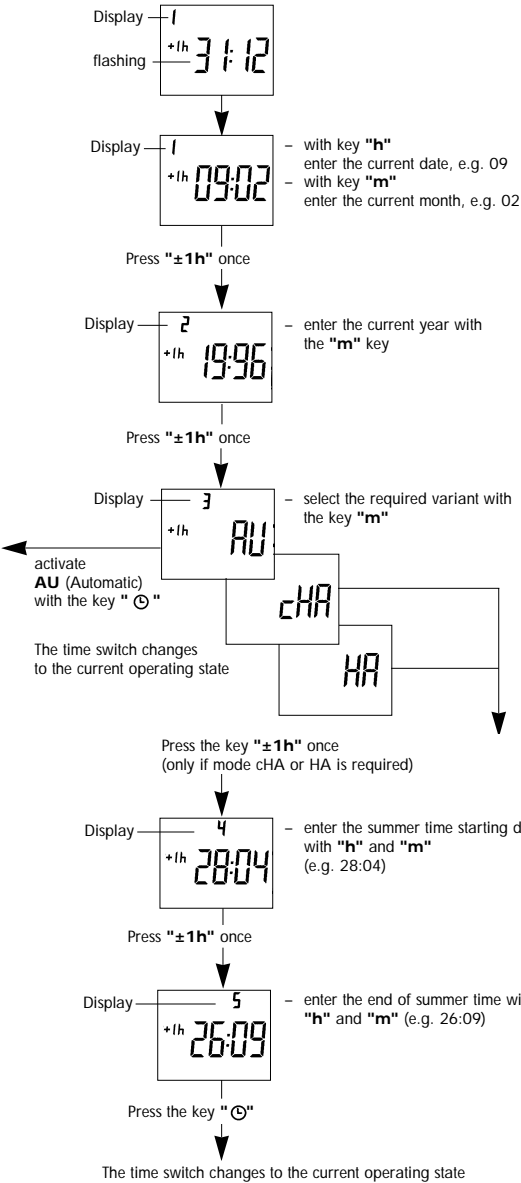 Display
1
+1h
31:12
flashing
Display
1
+1h
09:02
– with key "h"
enter the current date, e.g. 09
– with key "m"
enter the current month, e.g. 02
Press "±1h" once
Display
2
+1h
19:96
– enter the current year with
the "m" key
Press "±1h" once
Display
3
+1h
AU:
– select the required variant with
the key "m"
activate
AU (Automatic)
with the key " "
cHA
The time switch changes
to the current operating state
HA
Press the key "±1h" once
(only if mode cHA or HA is required)
Display
4
+1h
28:04
– enter the summer time starting d
with "h" and "m"
(e.g. 28:04)
Press "±1h" once
Display
5
+1h
26:09
– enter the end of summer time wi
"h" and "m" (e.g. 26:09)
Press the key " "
The time switch changes to the current operating state